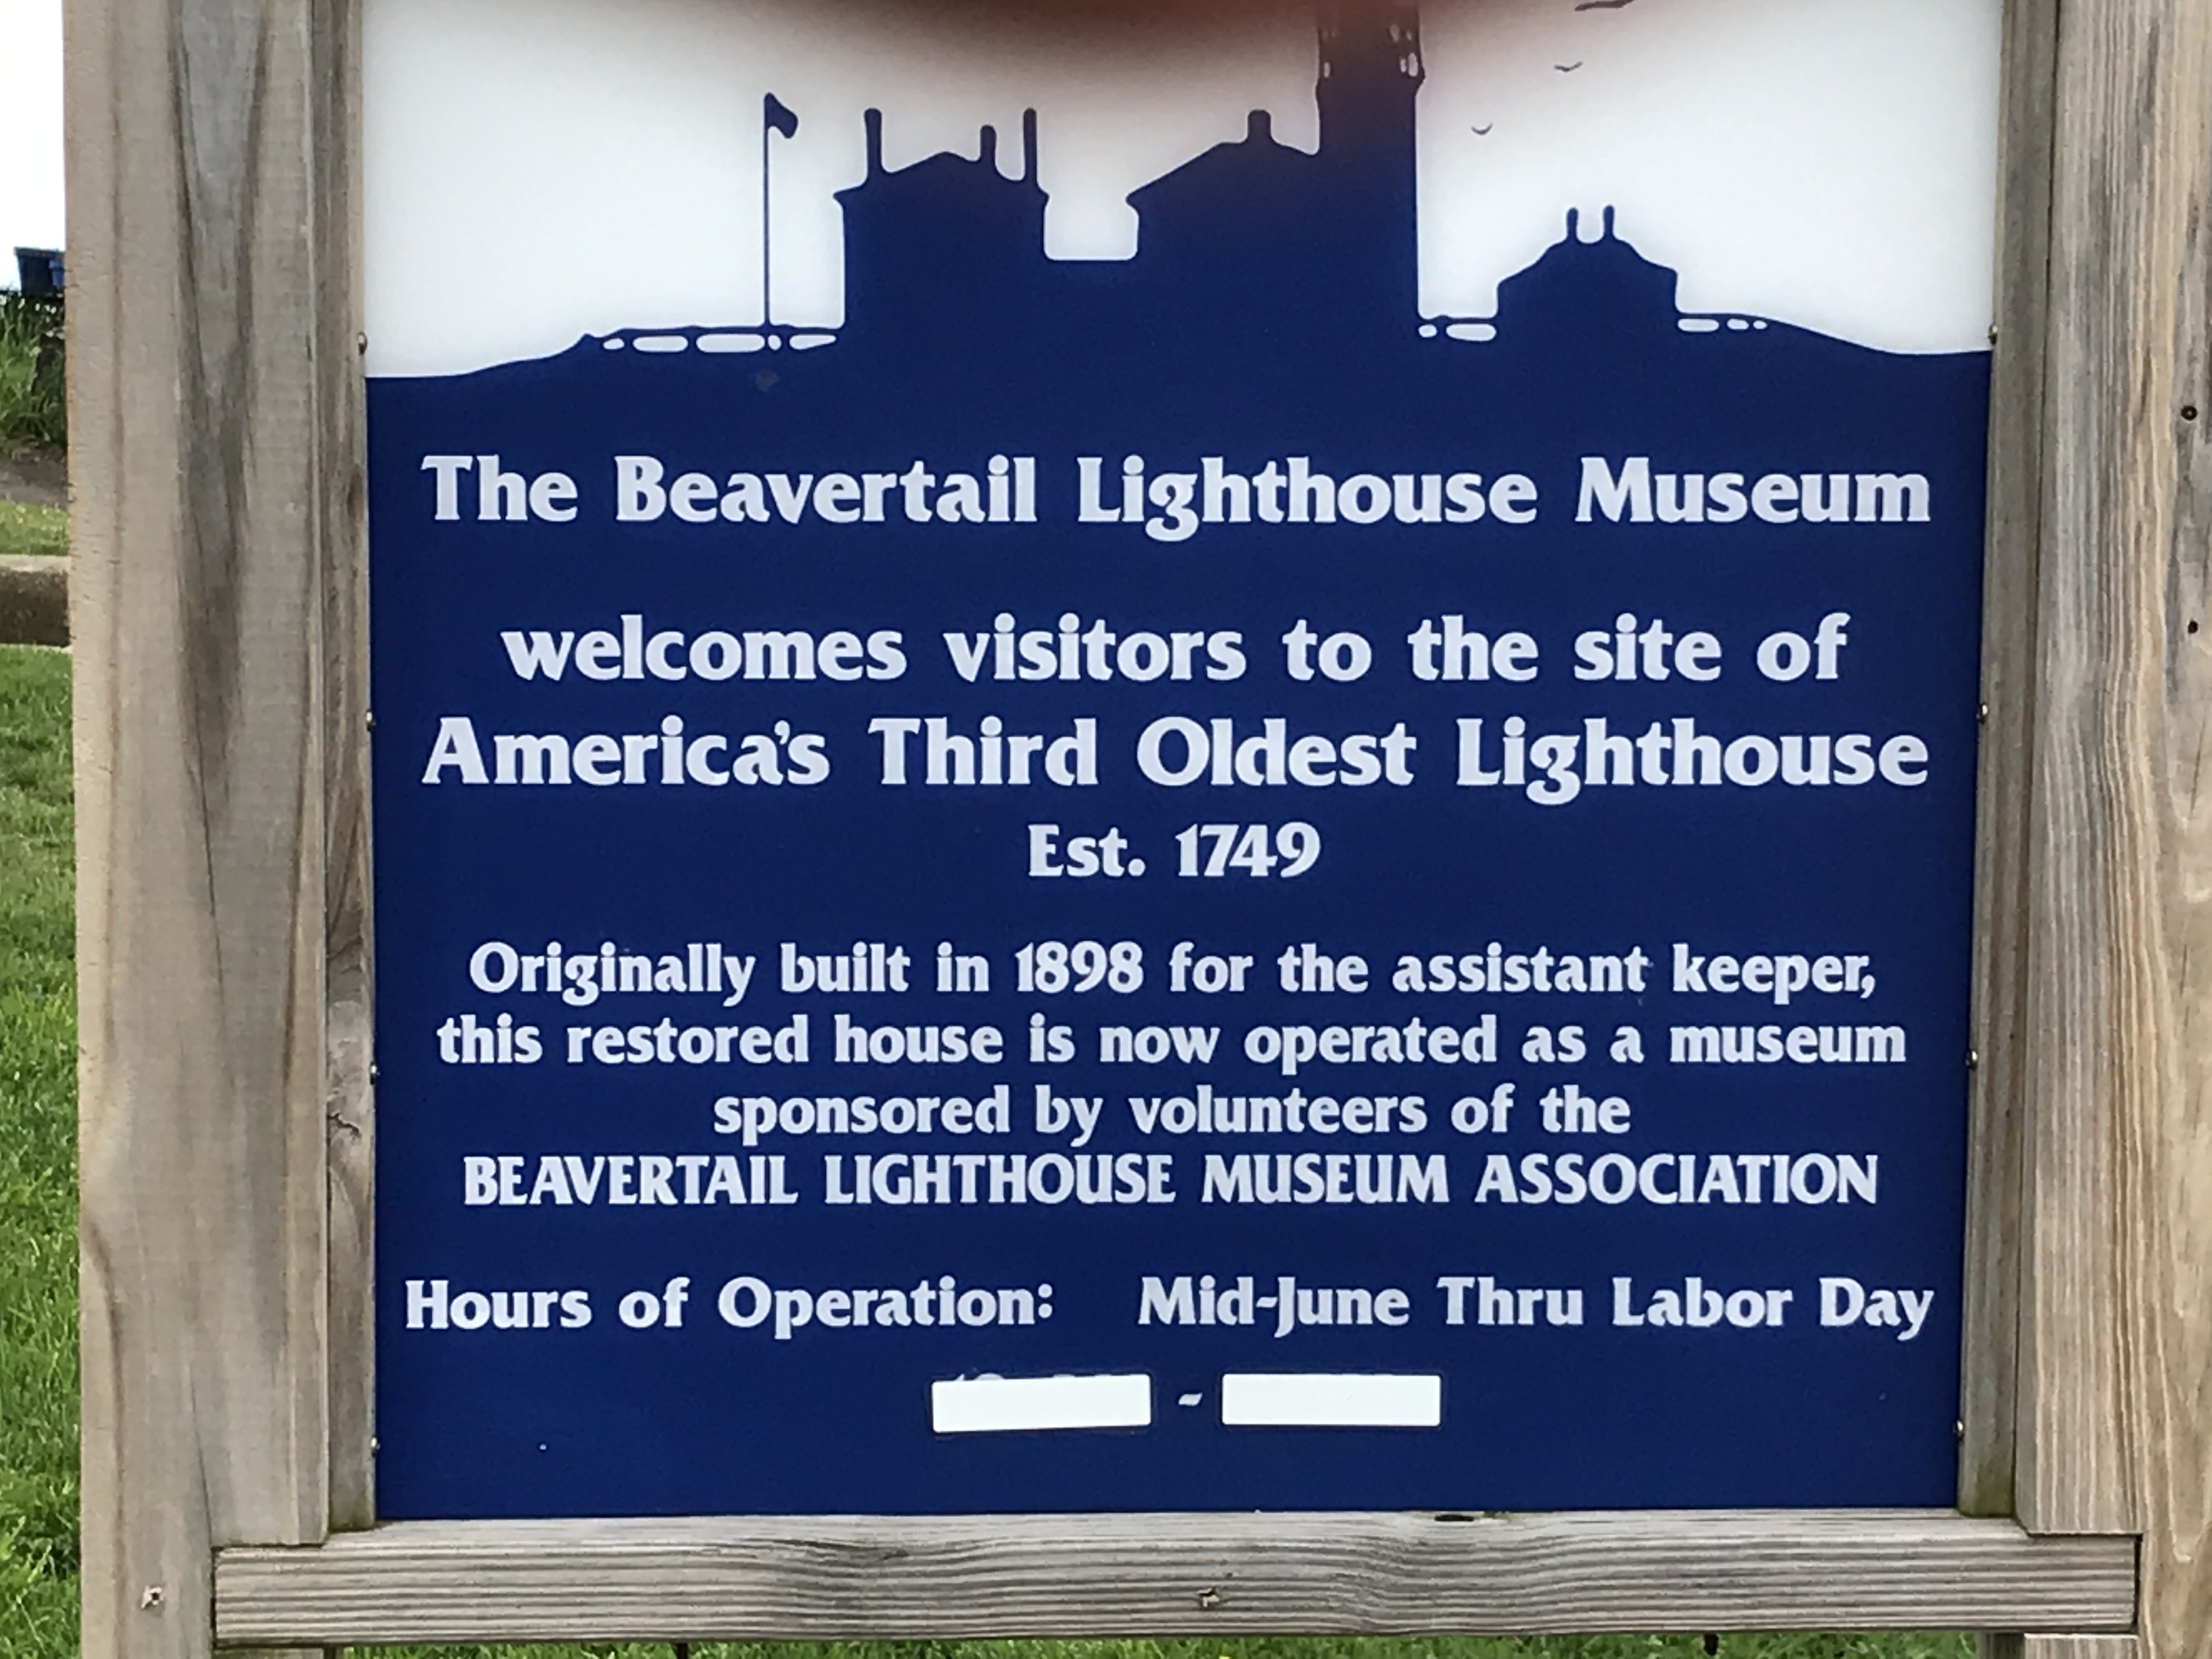 The Beavertail Lighthouse Museum
welcomes visitors to the site of
America's Third Oldest Lighthouse
Est. 1749
Originally built in 1898 for the assistant keeper,
this restored house is now operated as a museum
sponsored by volunteers of the
BEAVERTAIL LIGHTHOUSE MUSEUM ASSOCIATION
Hours of Operation: Mid-June Thru Labor Day
-